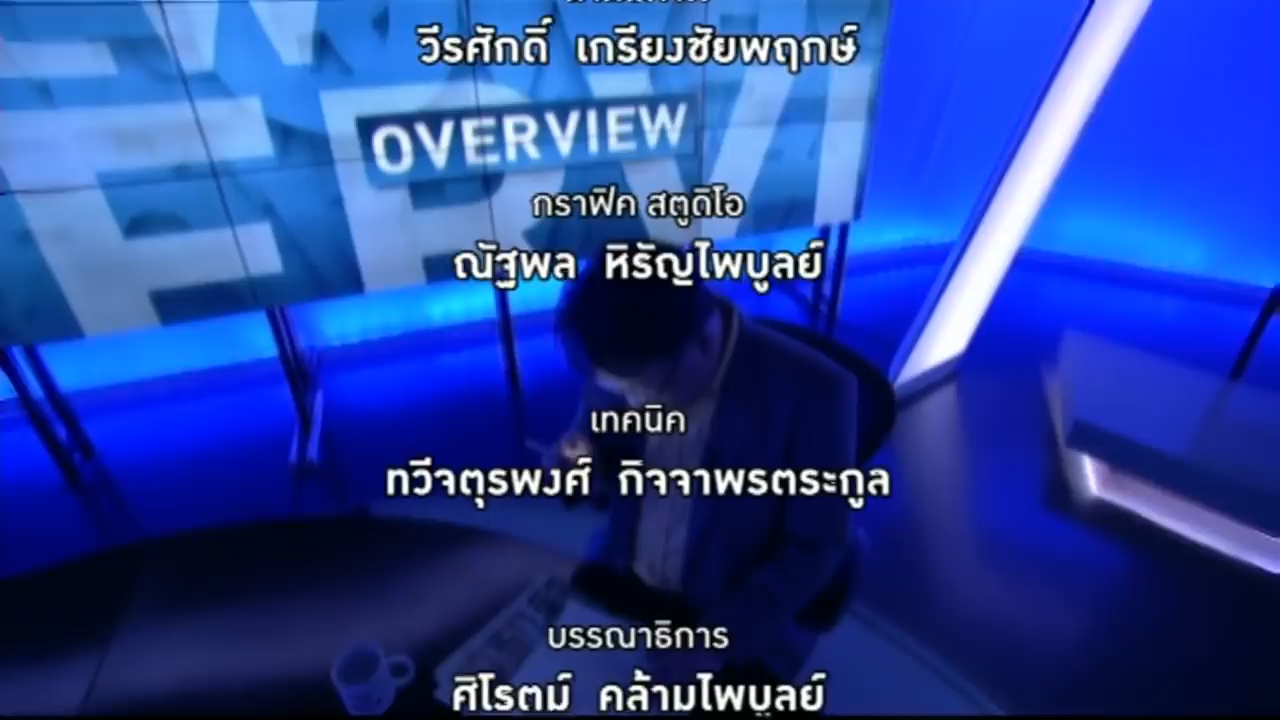 วีรศักดิ์ เกรียงชัยพฤกษ์
OVERVIEW
กราฟิค สตูดิโอ
ณัฐพล หิรัญไพบูลย์
เทคนิค
ทวีจตุรพงศ์ กิจจาพรตระกูล
บรรณาธิการ
ศิโรตม์ คล้ามไพบูลย์